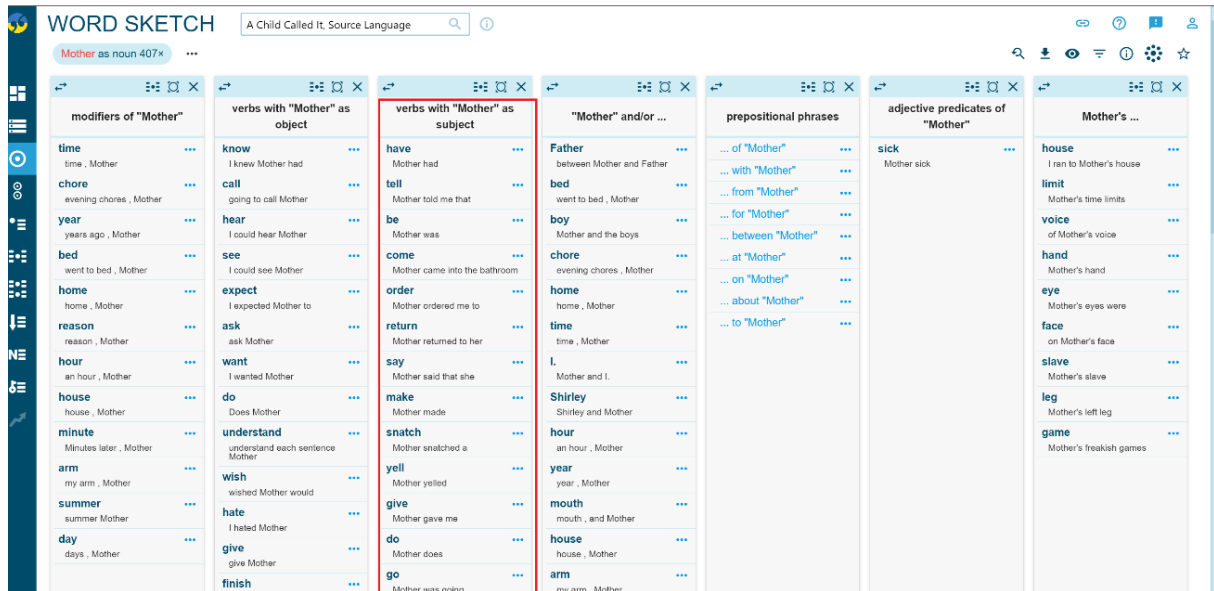 WORD SKETCH
A Child Called It, Source Language
Mother as noun 407×
modifiers of "Mother"
time
time , Mother
chore
evening chores , Mother
year
years ago , Mother
bed
went to bed , Mother
home
home , Mother
reason
reason , Mother
hour
an hour , Mother
house
house , Mother
minute
Minutes later , Mother
arm
my arm , Mother
summer
summer Mother
day
days , Mother
verbs with "Mother" as
object
know
I knew Mother had
call
going to call Mother
hear
I could hear Mother
see
I could see Mother
expect
I expected Mother to
ask
ask Mother
want
I wanted Mother
do
Does Mother
understand
understand each sentence
Mother
wish
wished Mother would
hate
I hated Mother
give
give Mother
finish
verbs with "Mother" as
subject
have
Mother had
tell
Mother told me that
be
Mother was
come
Mother came into the bathroom
order
Mother ordered me to
return
Mother returned to her
say
Mother said that she
make
Mother made
snatch
Mother snatched a
yell
Mother yelled
give
Mother gave me
do
Mother does
go
Mother was going
"Mother" and/or ...
Father
between Mother and Father
bed
went to bed , Mother
boy
Mother and the boys
chore
evening chores , Mother
home
home , Mother
time
time , Mother
I.
Mother and I.
Shirley
Shirley and Mother
hour
an hour , Mother
year
year , Mother
mouth
mouth , and Mother
house
house , Mother
arm
my arm , Mother
prepositional phrases
... of "Mother"
... with "Mother"
... from "Mother"
... for "Mother"
... between "Mother"
... at "Mother"
... on "Mother"
... about "Mother"
... to "Mother"
adjective predicates of
"Mother"
sick
Mother sick
Mother's ...
house
I ran to Mother's house
limit
Mother's time limits
voice
of Mother's voice
hand
Mother's hand
eye
Mother's eyes were
face
on Mother's face
slave
Mother's slave
leg
Mother's left leg
game
Mother's freakish games